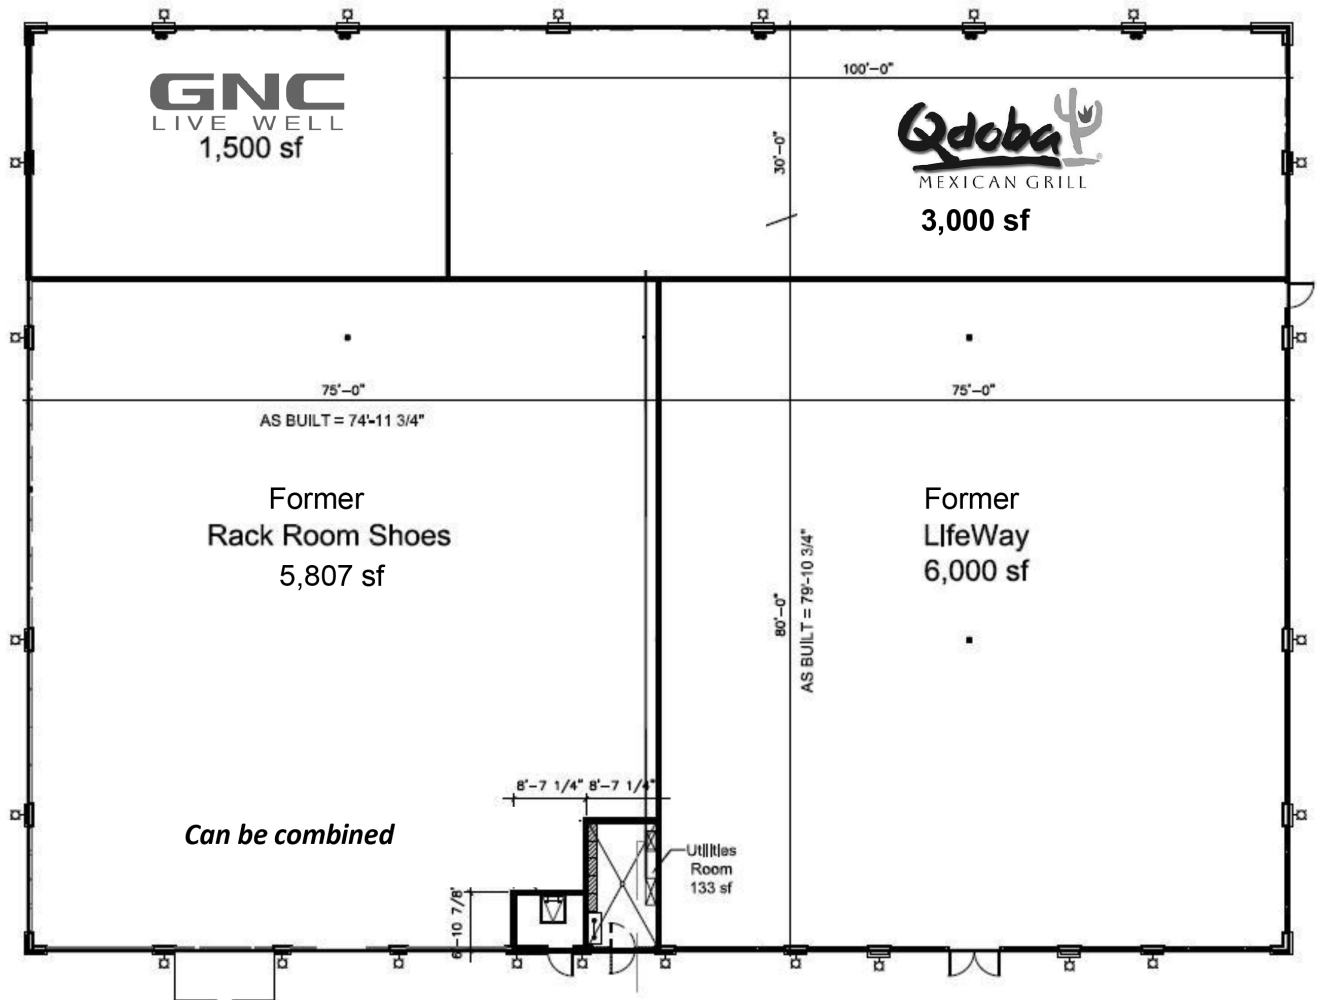 GNC
LIVE WELL
1,500 sf
100'-0"
30'-0"
Qdoba
MEXICAN GRILL
3,000 sf
75'-0"
AS BUILT = 74'-11 3/4"
75'-0"
Former
Rack Room Shoes
5,807 sf
Former
LifeWay
6,000 sf
80'-0"
AS BUILT = 79'-10 3/4"
8'-7 1/4" 8'-7 1/4"
Can be combined
Utilities
Room
133 sf
6-10 7/8'